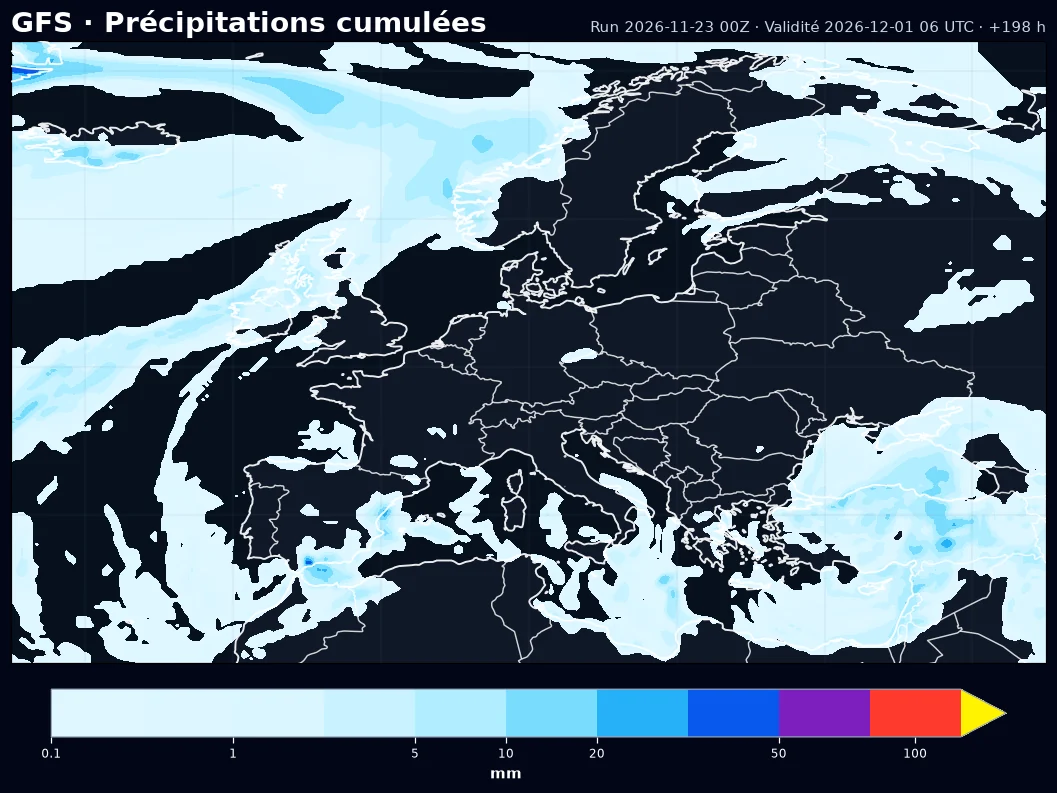 GFS · Précipitations cumulées
Run 2026-11-23 00Z · Validité 2026-12-01 06 UTC · +198 h
0.1 1 5 10 20 50 100
mm